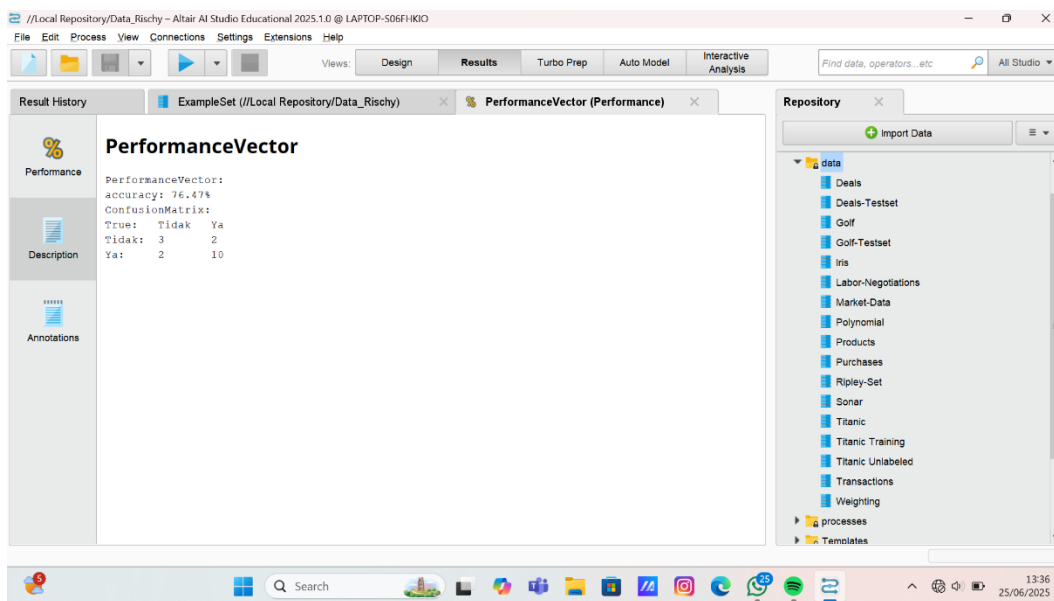 //Local Repository/Data_Rischy – Altair AI Studio Educational 2025.1.0 @ LAPTOP-S06FHKIO
File Edit Process View Connections Settings Extensions Help
Views: Design Results Turbo Prep Auto Model Interactive Analysis
Find data, operators...etc
All Studio
Result History
ExampleSet (//Local Repository/Data_Rischy)
PerformanceVector (Performance)
Repository
Import Data
Performance
Description
Annotations
PerformanceVector
PerformanceVector:
accuracy: 76.47%
ConfusionMatrix:
True: Tidak Ya
Tidak: 3 2
Ya: 2 10
data
Deals
Deals-Testset
Golf
Golf-Testset
Iris
Labor-Negotiations
Market-Data
Polynomial
Products
Purchases
Ripley-Set
Sonar
Titanic
Titanic Training
Titanic Unlabeled
Transactions
Weighting
processes
Templates
5
Search
25
13:36
25/06/2025